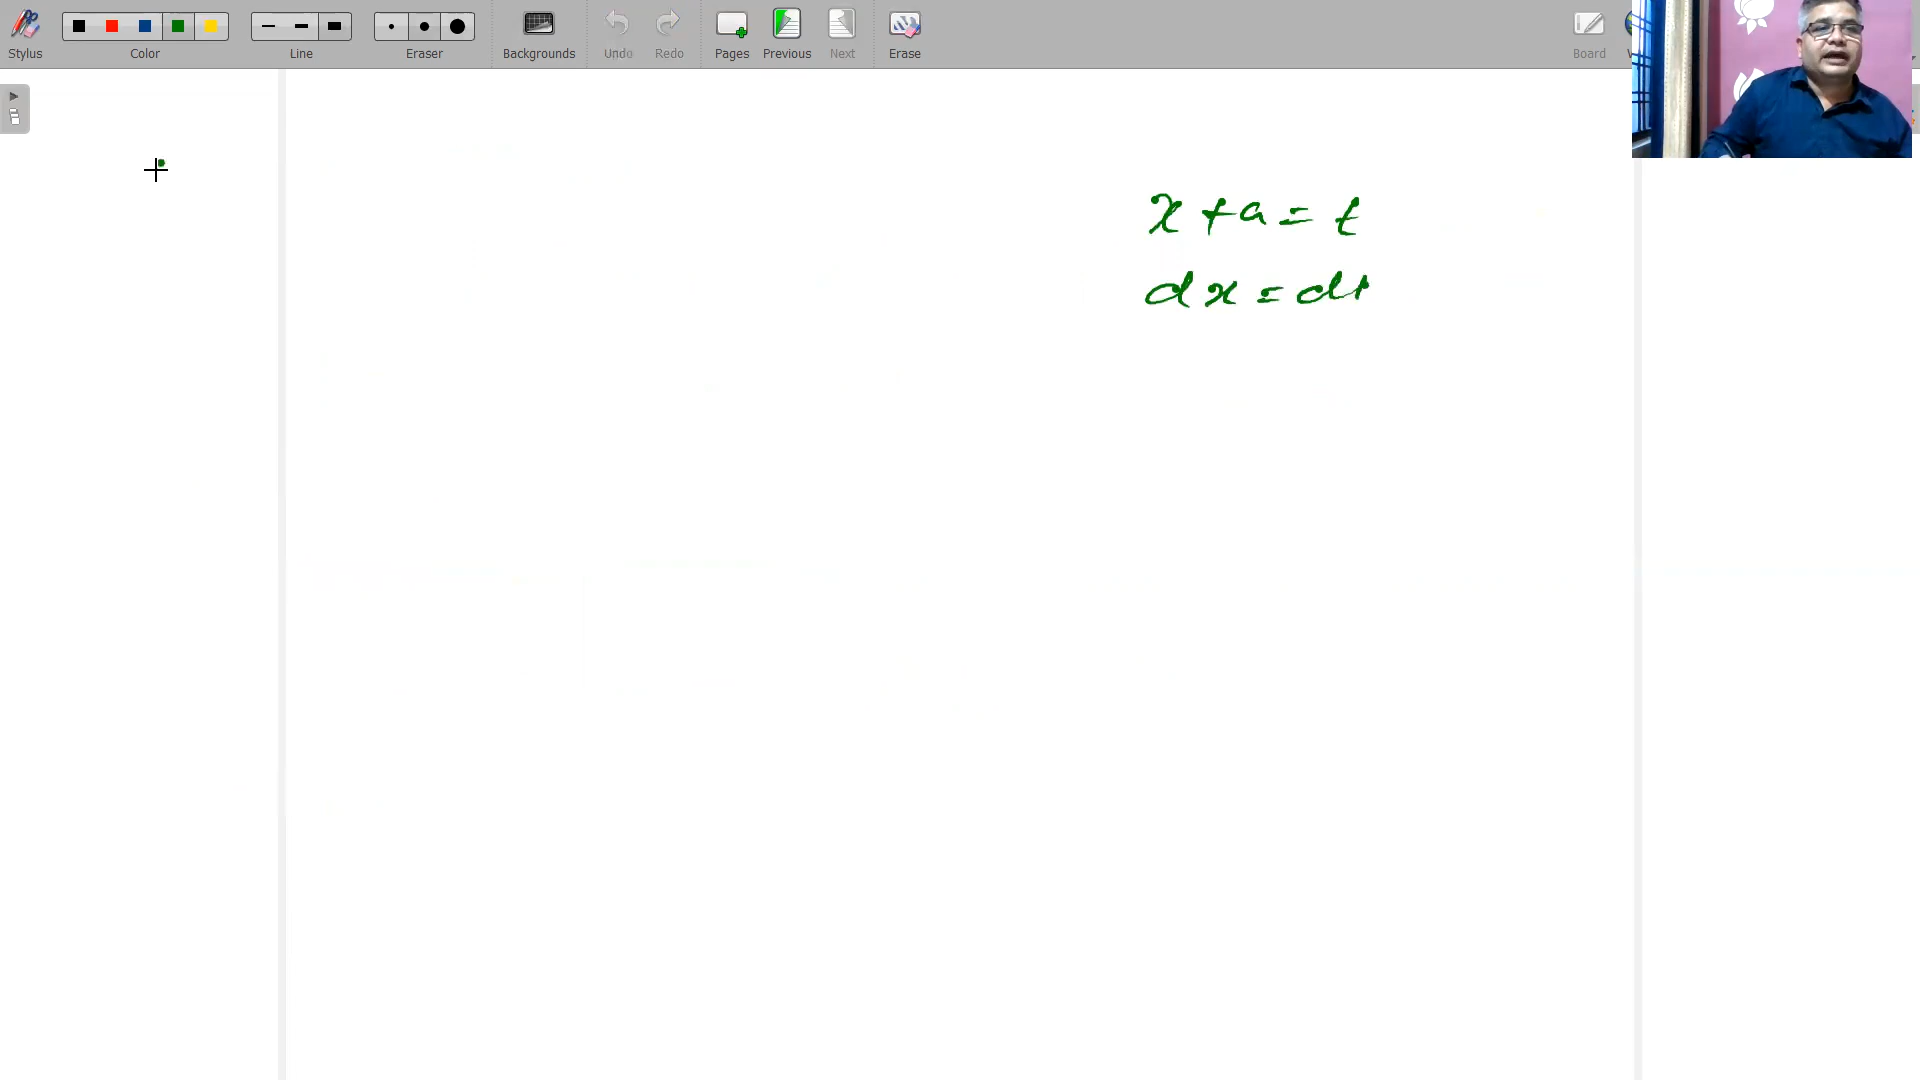 Stylus Color Line Eraser Backgrounds Undo Redo Pages Previous Next Erase Board
x + a = t
dx = dt